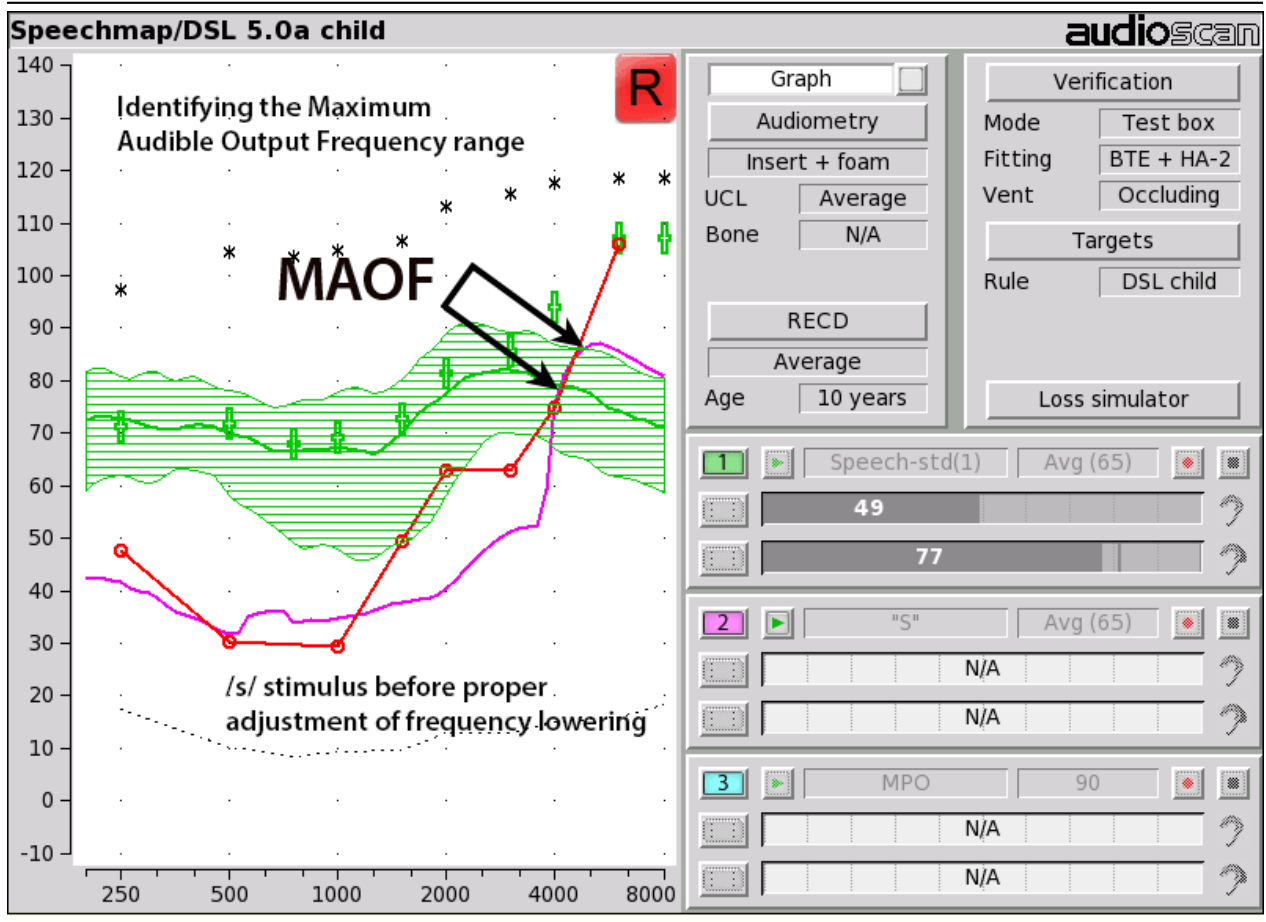 Speechmap/DSL 5.0a child
audioscan
140
130
120
110
100
90
80
70
60
50
40
30
20
10
0
-10
250 500 1000 2000 4000 8000
Identifying the Maximum
Audible Output Frequency range
R
MAOF
/s/ stimulus before proper
adjustment of frequency lowering
Graph
Audiometry
Insert + foam
UCL Average
Bone N/A
RECD
Average
Age 10 years
Verification
Mode Test box
Fitting BTE + HA-2
Vent Occluding
Targets
Rule DSL child
Loss simulator
1 Speech-std(1) Avg (65)
49
77
2 "S" Avg (65)
N/A
N/A
3 MPO 90
N/A
N/A